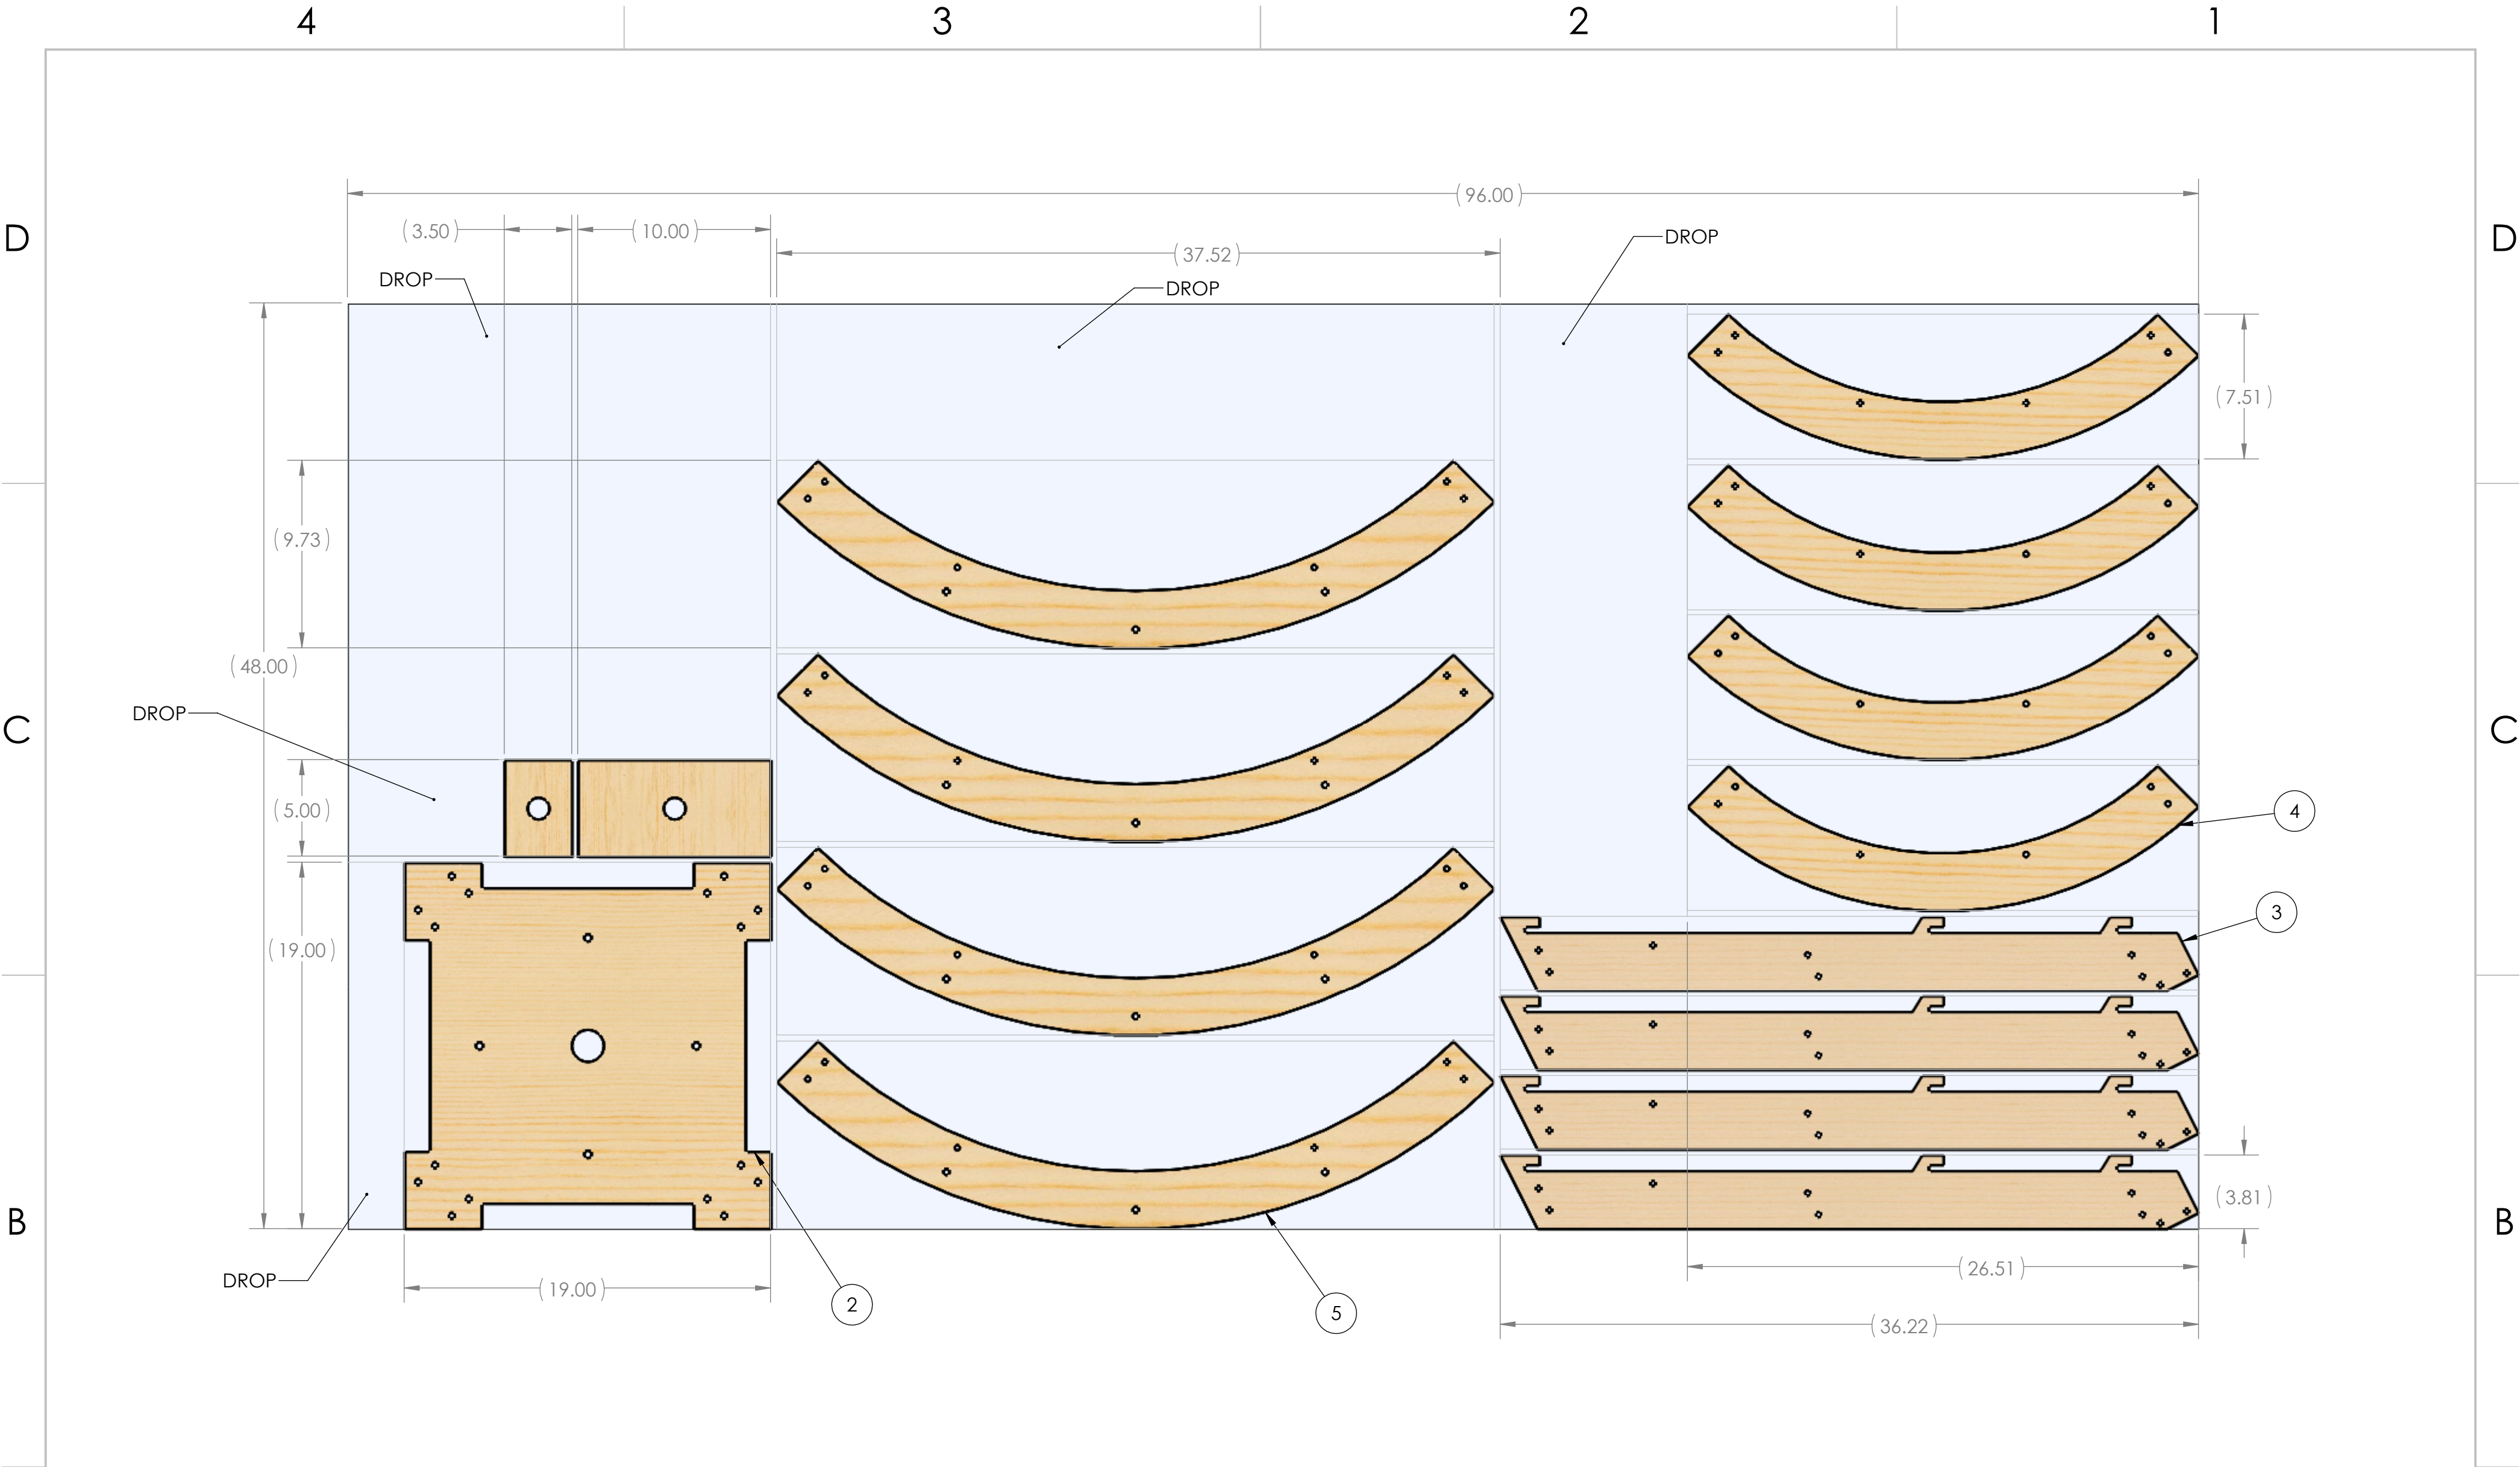 4 3 2 1
(96.00)
D (3.50) (10.00) DROP D
(37.52)
DROP
DROP
(7.51)
(9.73)
(48.00)
DROP
C C
(5.00) 4
3
(19.00)
(3.81)
B B
(26.51)
DROP
(19.00)
2 5
(36.22)